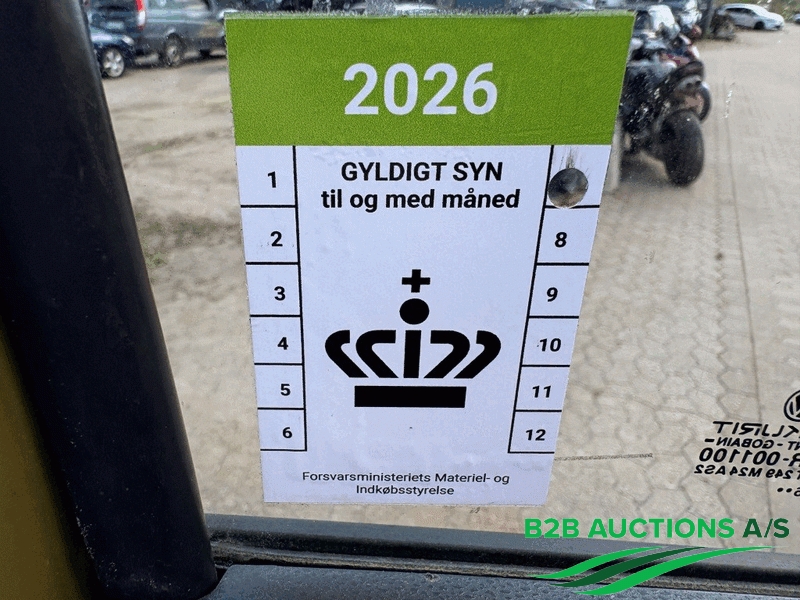 2026
GYLDIGT SYN
til og med måned
1
2
3
4
5
6
8
9
10
11
12
Forsvarsministeriets Materiel- og
Indkøbsstyrelse
B2B AUCTIONS A/S